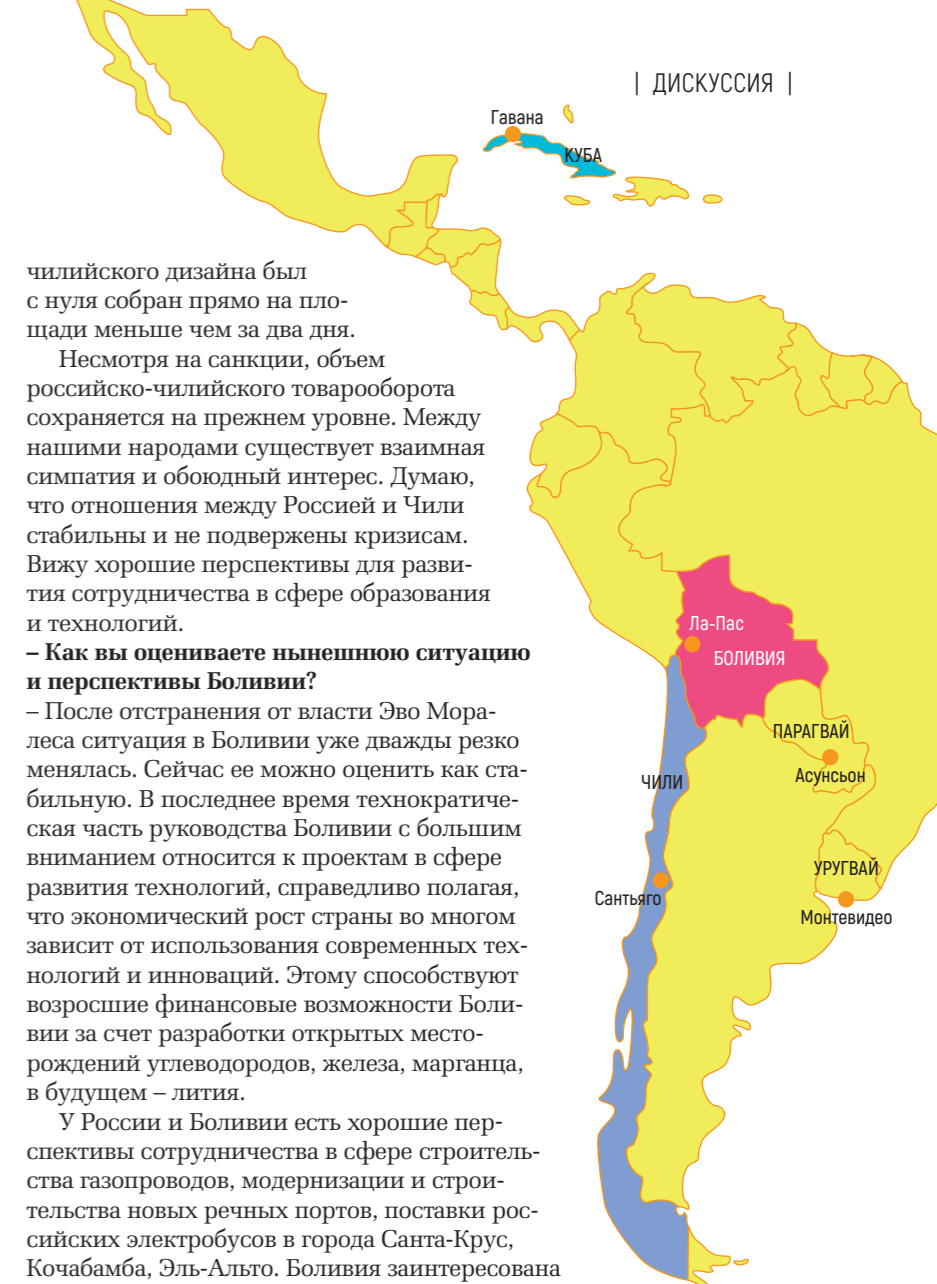 | ДИСКУССИЯ |
Гавана
КУБА
чилийского дизайна был
с нуля собран прямо на пло-
щади меньше чем за два дня.
Несмотря на санкции, объем
российско-чилийского товарооборота
сохраняется на прежнем уровне. Между
нашими народами существует взаимная
симпатия и обоюдный интерес. Думаю,
что отношения между Россией и Чили
стабильны и не подвержены кризисам.
Вижу хорошие перспективы для разви-
тия сотрудничества в сфере образования
и технологий.
– Как вы оцениваете нынешнюю ситуацию
и перспективы Боливии?
– После отстранения от власти Эво Мора-
леса ситуация в Боливии уже дважды резко
менялась. Сейчас ее можно оценить как ста-
бильную. В последнее время технократиче-
ская часть руководства Боливии с большим
вниманием относится к проектам в сфере
развития технологий, справедливо полагая,
что экономический рост страны во многом
зависит от использования современных тех-
нологий и инноваций. Этому способствуют
возросшие финансовые возможности Боли-
вии за счет разработки открытых место-
рождений углеводородов, железа, марганца,
в будущем – лития.
У России и Боливии есть хорошие пер-
спективы сотрудничества в сфере строитель-
ства газопроводов, модернизации и строи-
тельства новых речных портов, поставки рос-
сийских электробусов в города Санта-Крус,
Кочабамба, Эль-Альто. Боливия заинтересована
Ла-Пас
БОЛИВИЯ
ПАРАГВАЙ
Асунсьон
ЧИЛИ
УРУГВАЙ
Сантьяго
Монтевидео